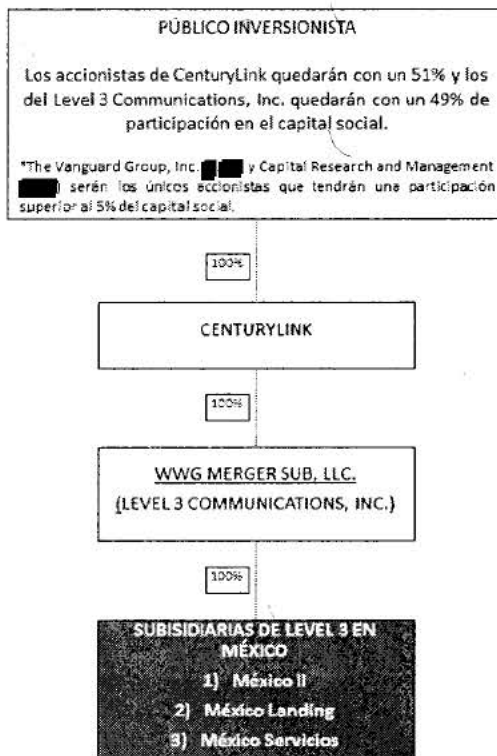 PÚBLICO INVERSIONISTA
Los accionistas de CenturyLink quedarán con un 51% y los
del Level 3 Communications, Inc. quedarán con un 49% de
participación en el capital social.
*The Vanguard Group, Inc. y Capital Research and Management
) serán los únicos accionistas que tendrán una participación
superior al 5% del capital social.
100%
CENTURYLINK
100%
WWG MERGER SUB, LLC.
(LEVEL 3 COMMUNICATIONS, INC.)
100%
SUBISIDIARIAS DE LEVEL 3 EN
MÉXICO
1) México II
2) México Landing
3) México Servicios